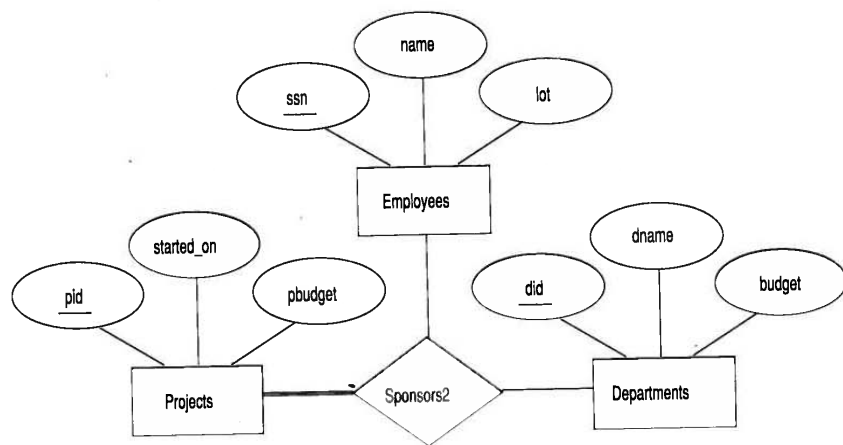 name
ssn
lot
Employees
started_on
dname
pid
pbudget
did
budget
Projects
Sponsors2
Departments